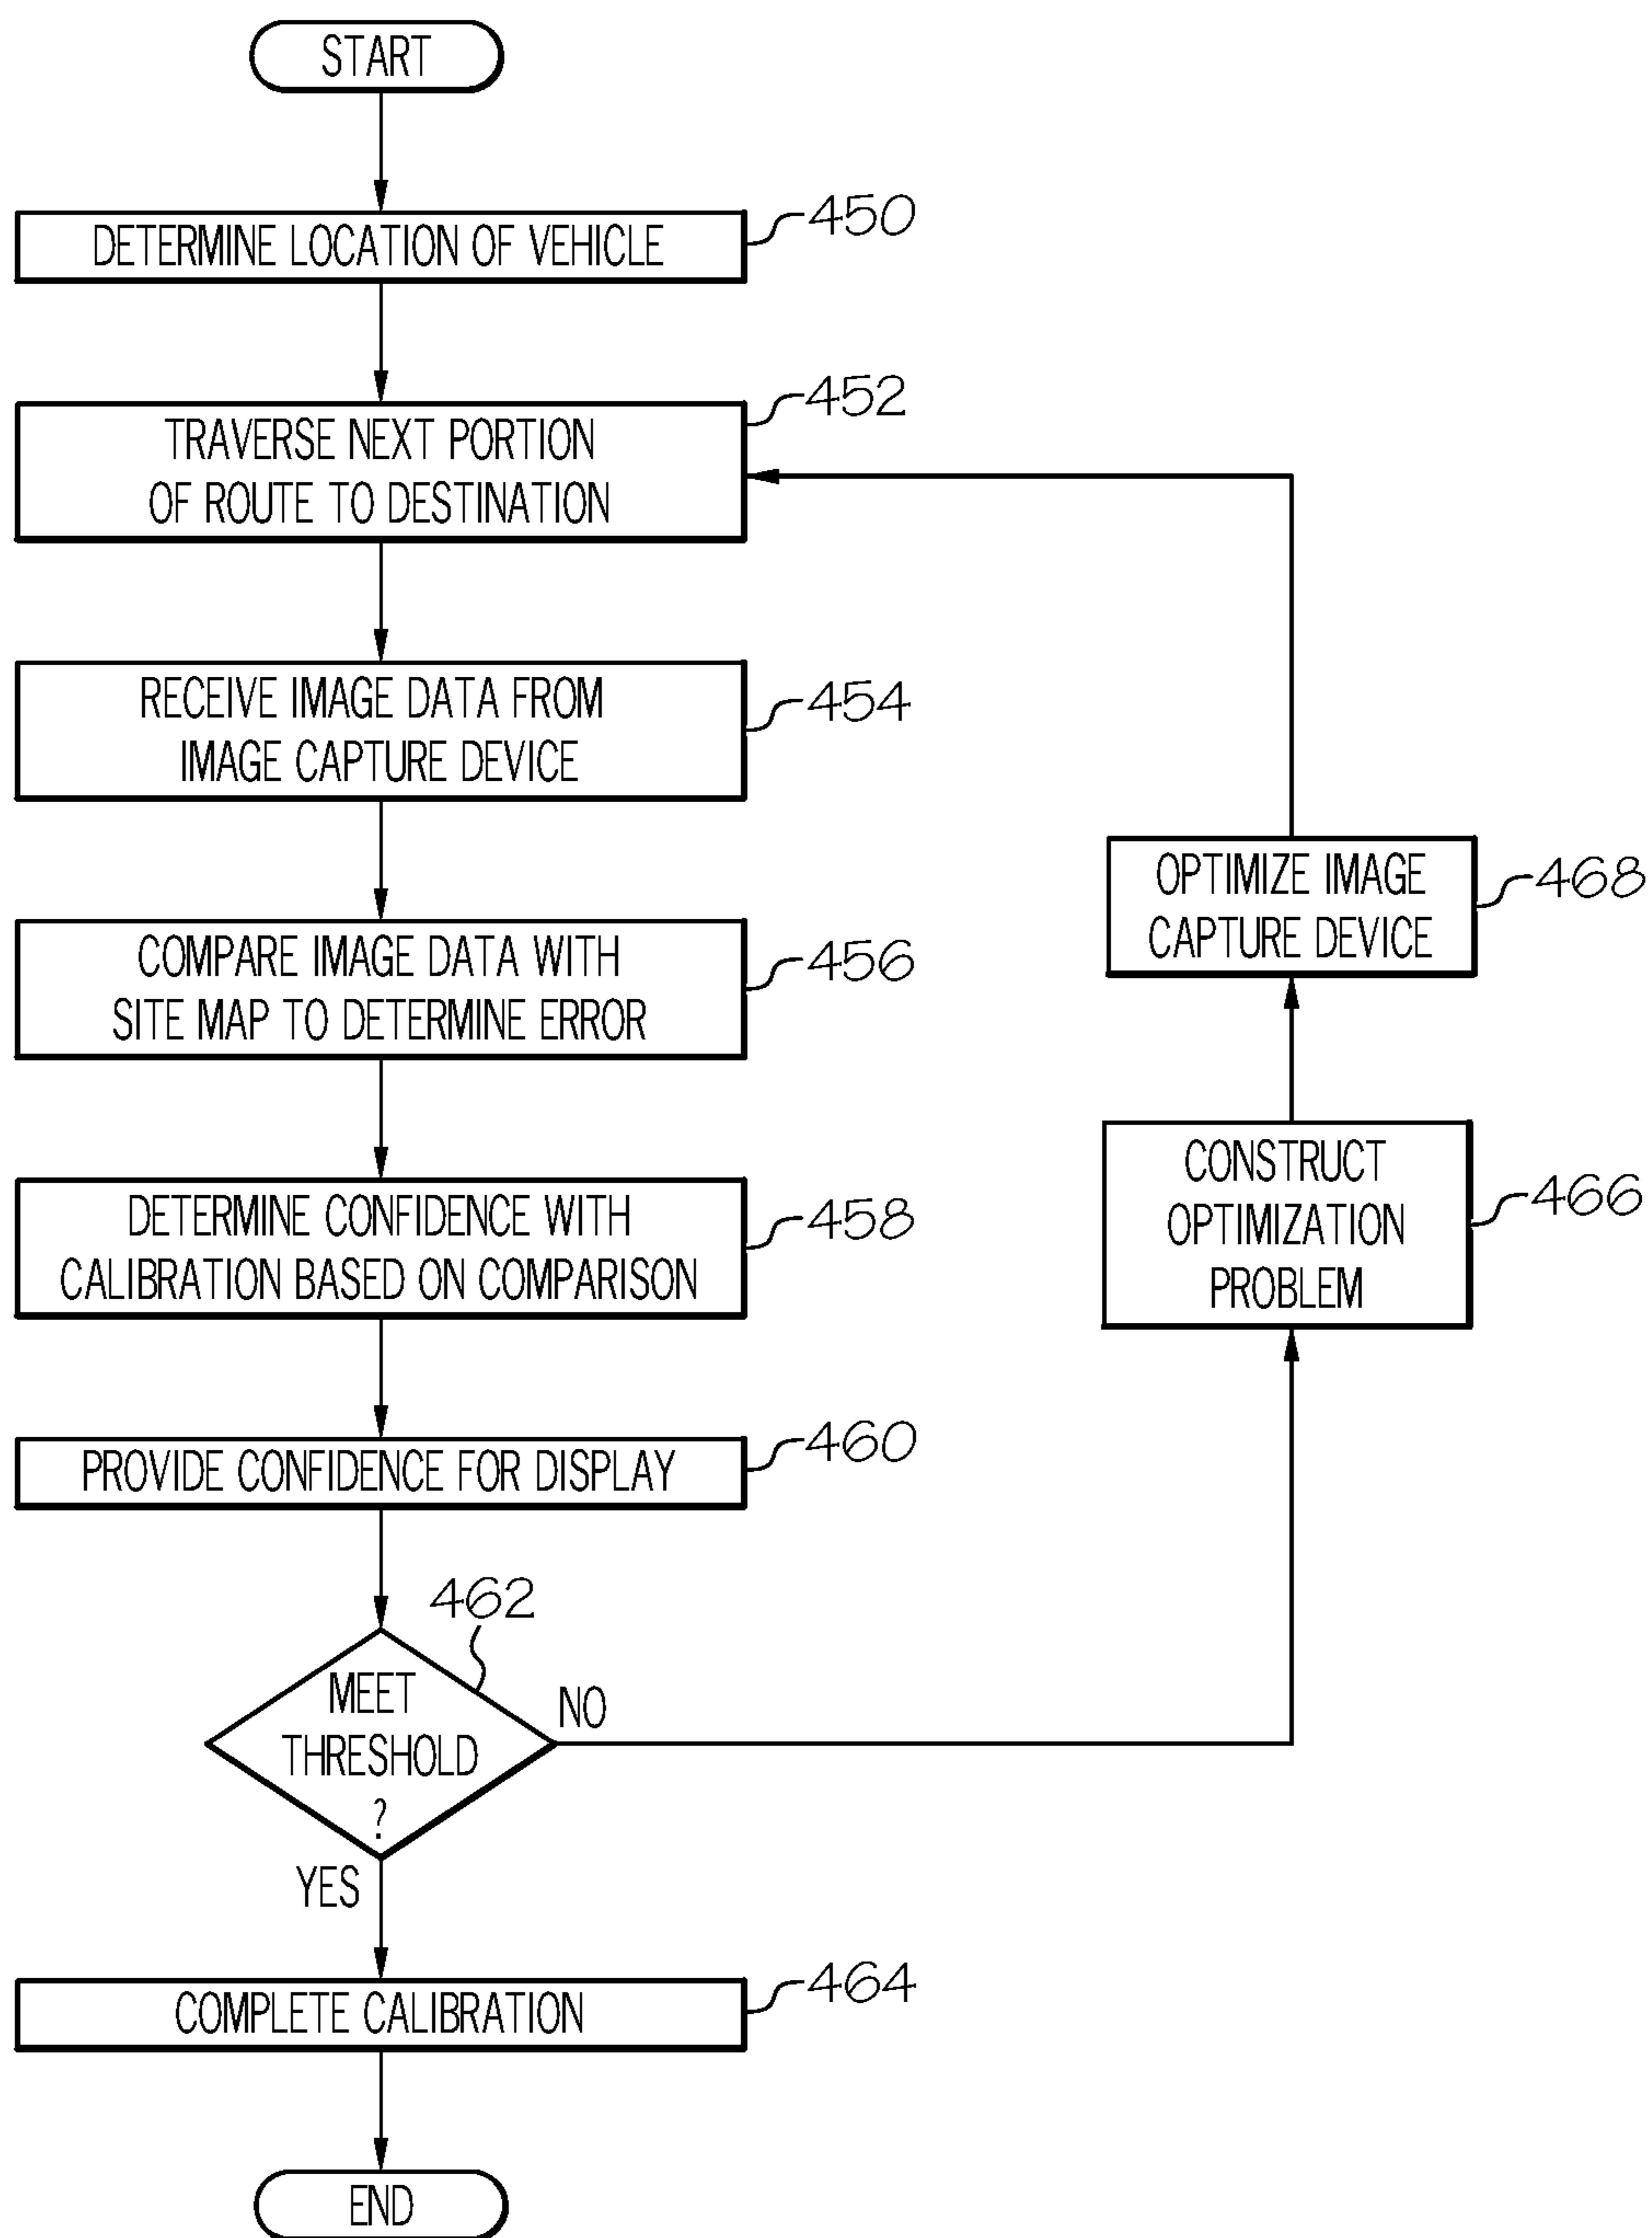 START
DETERMINE LOCATION OF VEHICLE
450
TRAVERSE NEXT PORTION
OF ROUTE TO DESTINATION
452
RECEIVE IMAGE DATA FROM
IMAGE CAPTURE DEVICE
454
COMPARE IMAGE DATA WITH
SITE MAP TO DETERMINE ERROR
456
DETERMINE CONFIDENCE WITH
CALIBRATION BASED ON COMPARISON
458
PROVIDE CONFIDENCE FOR DISPLAY
460
462
MEET
THRESHOLD
?
NO
YES
COMPLETE CALIBRATION
464
END
CONSTRUCT
OPTIMIZATION
PROBLEM
466
OPTIMIZE IMAGE
CAPTURE DEVICE
468